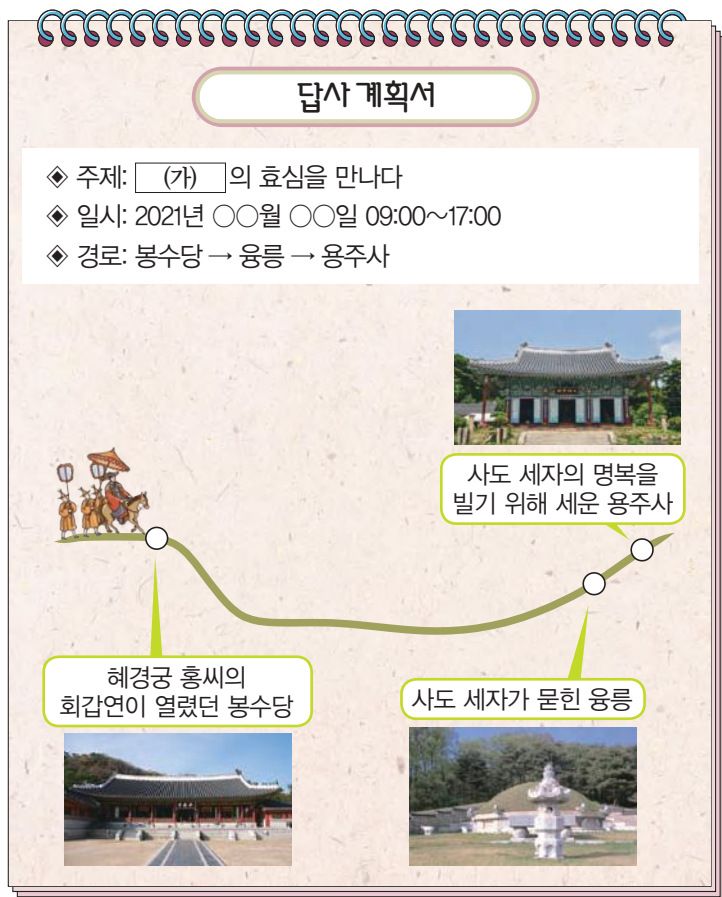 답사 계획서
◈ 주제: (가) 의 효심을 만나다
◈ 일시: 2021년 ○○월 ○○일 09:00～17:00
◈ 경로: 봉수당 → 융릉 → 용주사
사도 세자의 명복을
빌기 위해 세운 용주사
혜경궁 홍씨의
회갑연이 열렸던 봉수당
사도 세자가 묻힌 융릉